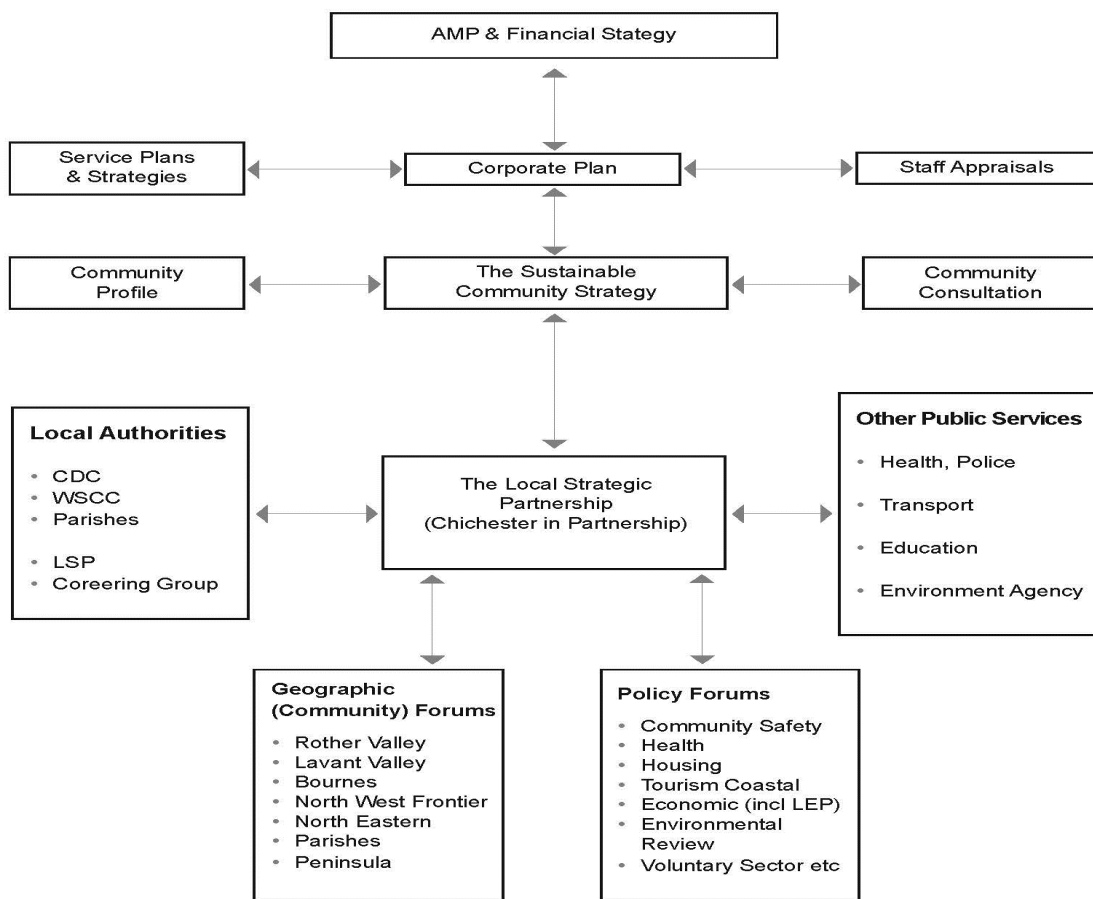 AMP & Financial Stategy
Service Plans
& Strategies
Corporate Plan
Staff Appraisals
Community
Profile
The Sustainable
Community Strategy
Community
Consultation
Local Authorities
• CDC
• WSCC
• Parishes
• LSP
• Coreering Group
The Local Strategic
Partnership
(Chichester in Partnership)
Other Public Services
• Health, Police
• Transport
• Education
• Environment Agency
Geographic
(Community) Forums
• Rother Valley
• Lavant Valley
• Bournes
• North West Frontier
• North Eastern
• Parishes
• Peninsula
Policy Forums
• Community Safety
• Health
• Housing
• Tourism Coastal
• Economic (incl LEP)
• Environmental
Review
• Voluntary Sector etc